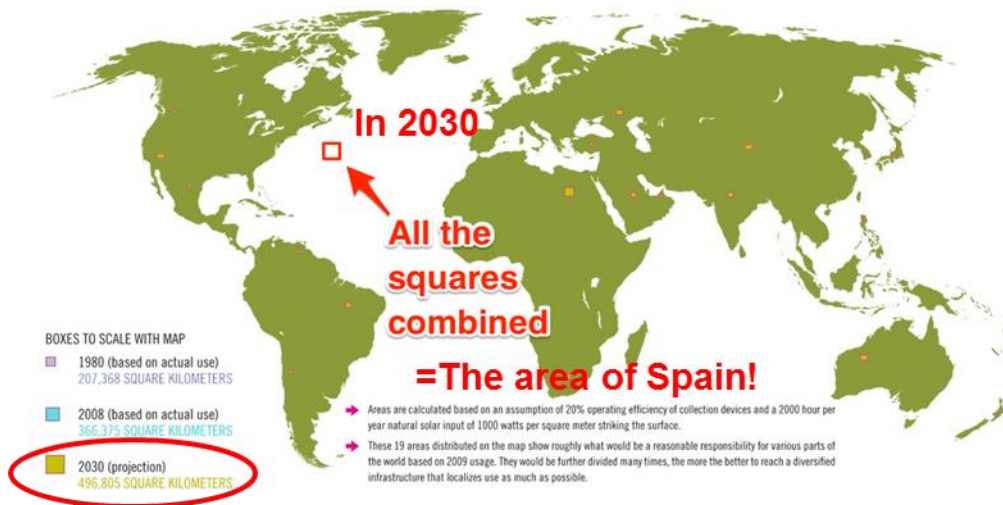 In 2030
All the
squares
combined
=The area of Spain!
BOXES TO SCALE WITH MAP
1980 (based on actual use)
207,368 SQUARE KILOMETERS
2008 (based on actual use)
366,375 SQUARE KILOMETERS
2030 (projection)
496,805 SQUARE KILOMETERS
Areas are calculated based on an assumption of 20% operating efficiency of collection devices and a 2000 hour per
year natural solar input of 1000 watts per square meter striking the surface.
These 19 areas distributed on the map show roughly what would be a reasonable responsibility for various parts of
the world based on 2009 usage. They would be further divided many times, the more the better to reach a diversified
infrastructure that localizes use as much as possible.